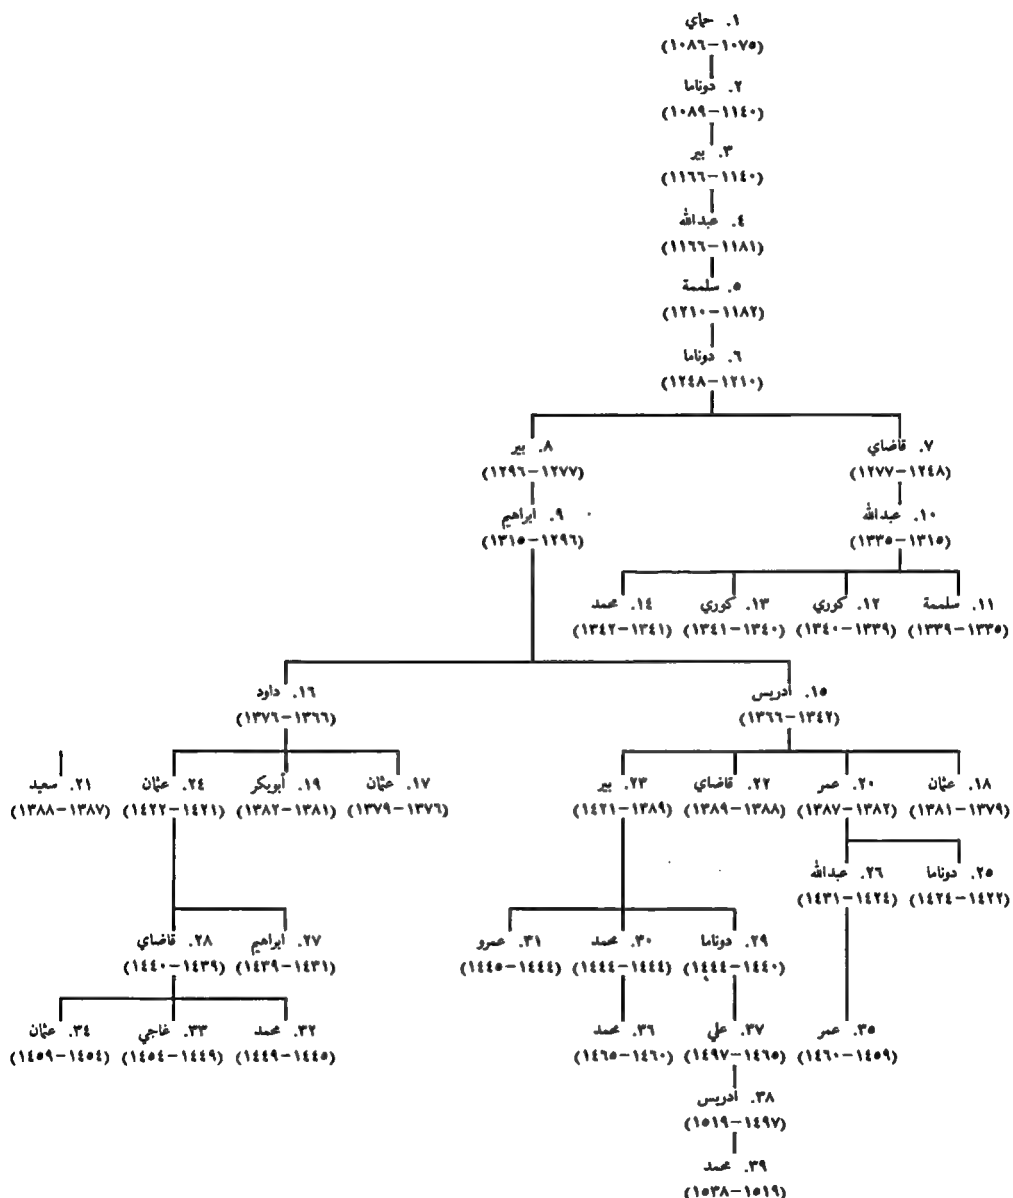 ١. حماي
(١٠٧٥–١٠٨٦)
٢. دوناما
(١٠٨٩–١١٤٠)
٣. بير
(١١٤٠–١١٦٦)
٤. عبدالله
(١١٦٦–١١٨١)
٥. سلممة
(١١٨٢–١٢١٠)
٦. دوناما
(١٢١٠–١٢٤٨)
٧. قاضاي
٨. بير
(١٢٤٨–١٢٧٧)
(١٢٧٧–١٢٩٦)
١٠. عبدالله
٩. ابراهيم
(١٣١٥–١٣٣٥)
(١٢٩٦–١٣١٥)
١١. سلممة
١٢. كوري
١٣. كوري
١٤. محمد
(١٣٣٥–١٣٣٩)
(١٣٣٩–١٣٤٠)
(١٣٤٠–١٣٤١)
(١٣٤١–١٣٤٢)
١٥. ادريس
١٦. داود
(١٣٤٢–١٣٦٦)
(١٣٦٦–١٣٧٦)
١٨. عثمان
٢٠. عمر
٢٢. قاضاي
٢٣. بير
١٧. عثمان
١٩. أبوبكر
٢٤. عثمان
٢١. سعيد
(١٣٧٩–١٣٨١)
(١٣٨٢–١٣٨٧)
(١٣٨٨–١٣٨٩)
(١٣٨٩–١٤٢١)
(١٣٧٦–١٣٧٩)
(١٣٨١–١٣٨٢)
(١٤٢١–١٤٢٢)
(١٣٨٧–١٣٨٨)
٢٥. دوناما
٢٦. عبدالله
(١٤٢٢–١٤٢٤)
(١٤٢٤–١٤٣١)
٢٩. دوناما
٣٠. محمد
٣١. عمرو
٢٧. ابراهيم
٢٨. قاضاي
(١٤٤٠–١٤٤٤)
(١٤٤٤–١٤٤٤)
(١٤٤٤–١٤٤٥)
(١٤٣١–١٤٣٩)
(١٤٣٩–١٤٤٠)
٣٥. عمر
٣٧. علي
٣٦. محمد
٣٢. محمد
٣٣. غاجي
٣٤. عثمان
(١٤٥٩–١٤٦٠)
(١٤٦٥–١٤٩٧)
(١٤٦٠–١٤٦٥)
(١٤٤٥–١٤٤٩)
(١٤٤٩–١٤٥٤)
(١٤٥٤–١٤٥٩)
٣٨. ادريس
(١٤٩٧–١٥١٩)
٣٩. محمد
(١٥١٩–١٥٣٨)